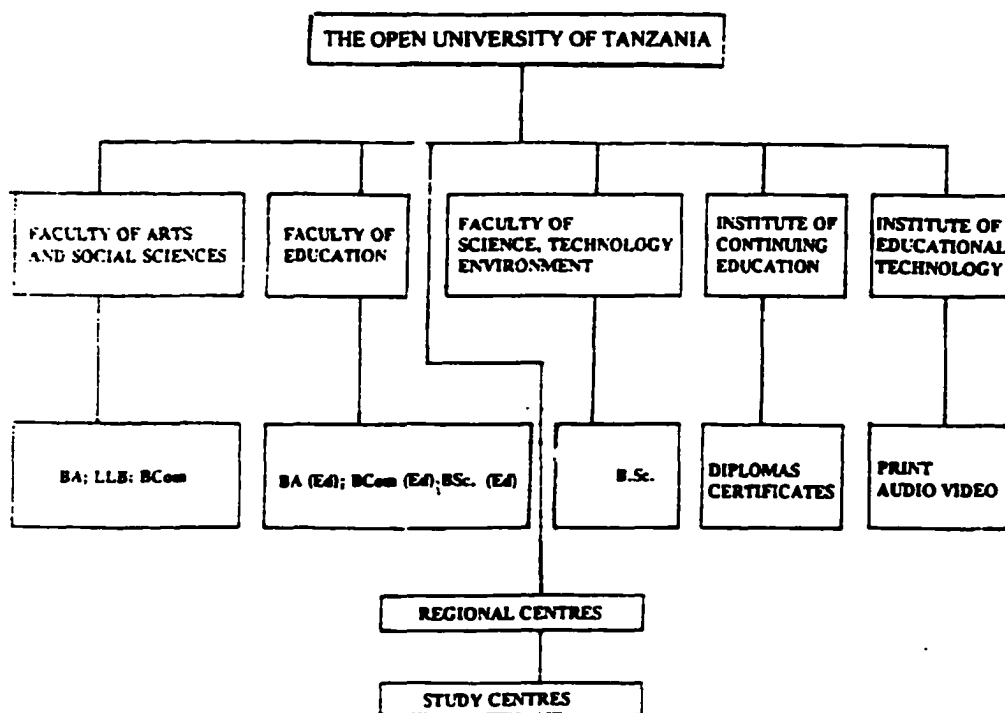 THE OPEN UNIVERSITY OF TANZANIA
FACULTY OF ARTS
AND SOCIAL SCIENCES
FACULTY OF
EDUCATION
FACULTY OF
SCIENCE, TECHNOLOGY
ENVIRONMENT
INSTITUTE OF
CONTINUING
EDUCATION
INSTITUTE OF
EDUCATIONAL
TECHNOLOGY
BA; LLB: BCom
BA (Ed); BCom (Ed); BSc. (Ed)
B.Sc.
DIPLOMAS
CERTIFICATES
PRINT
AUDIO VIDEO
REGIONAL CENTRES
STUDY CENTRES